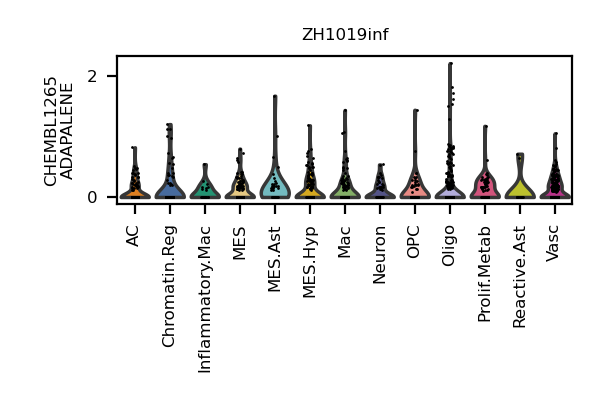 ZH1019inf
CHEMBL1265
ADAPALENE
2
0
AC
Chromatin.Reg
Inflammatory.Mac
MES
MES.Ast
MES.Hyp
Mac
Neuron
OPC
Oligo
Prolif.Metab
Reactive.Ast
Vasc